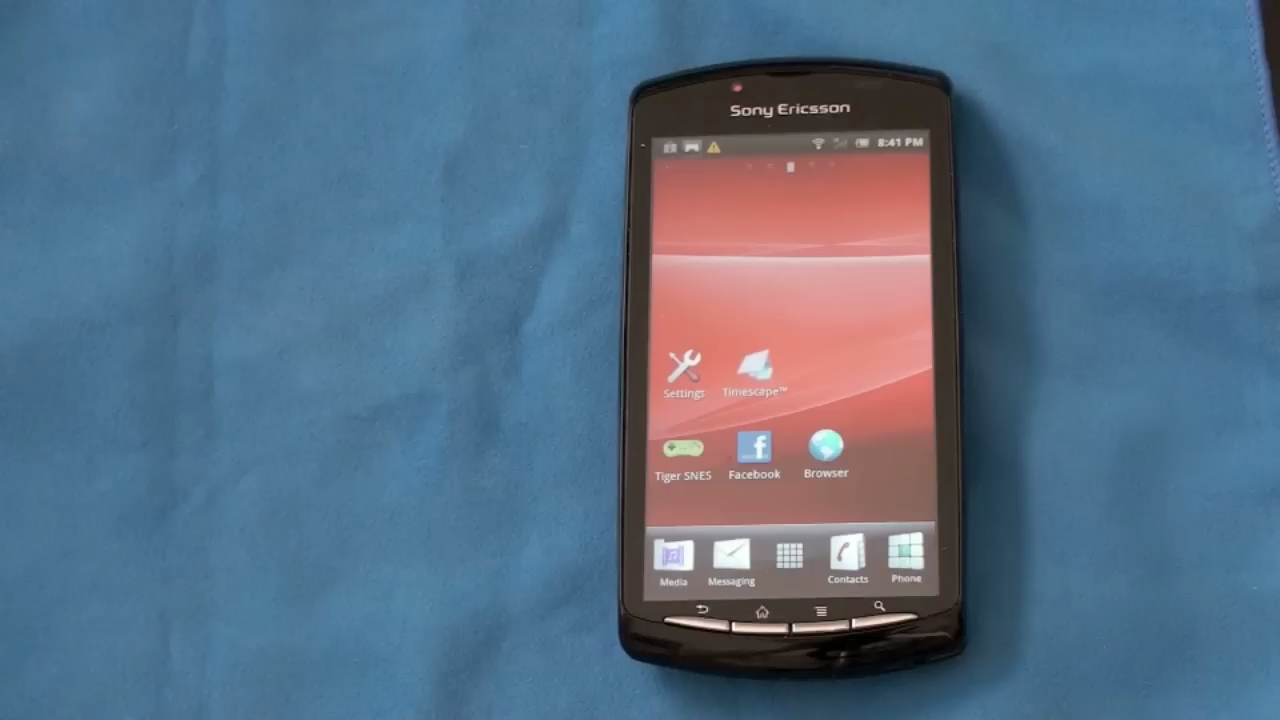 Sony Ericsson
8:41 PM
Settings Timescape™
Tiger SNES Facebook Browser
Media Messaging Contacts Phone